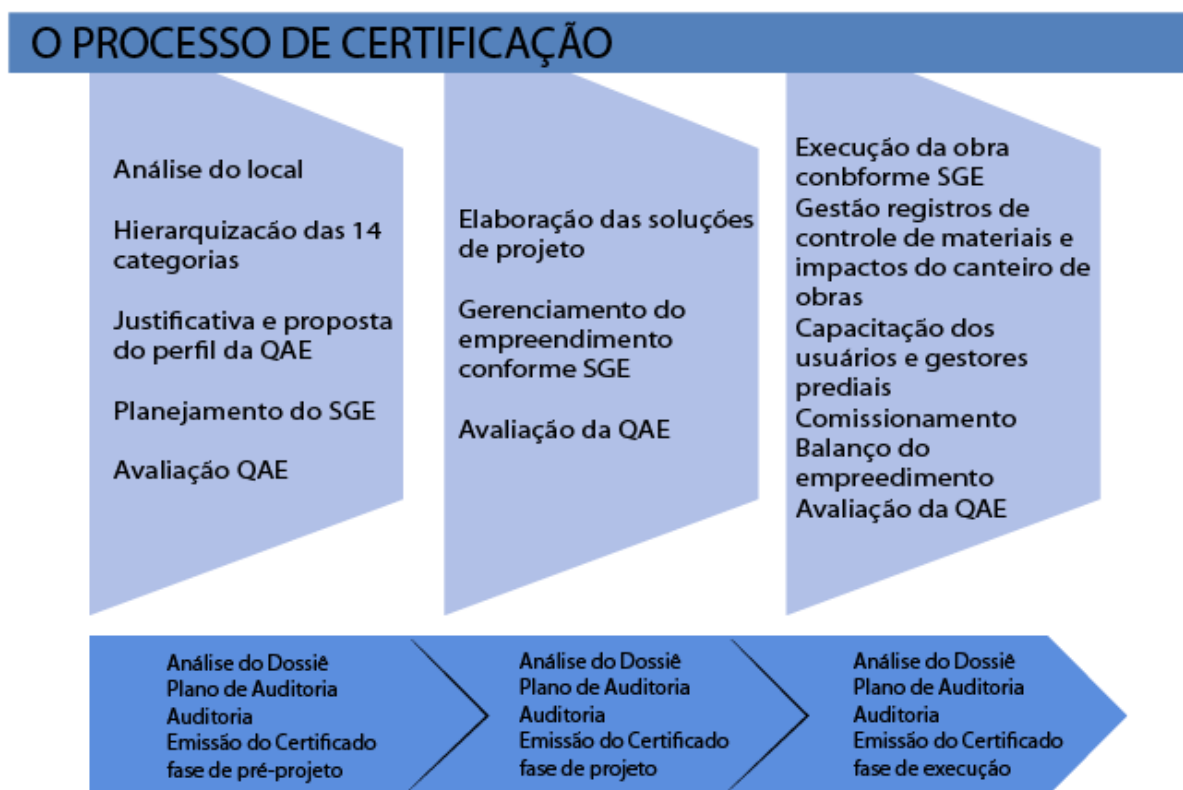 O PROCESSO DE CERTIFICAÇÃO
Análise do local
Hierarquizacão das 14
categorias
Justificativa e proposta
do perfil da QAE
Planejamento do SGE
Avaliação QAE
Elaboração das soluções
de projeto
Gerenciamento do
empreendimento
conforme SGE
Avaliação da QAE
Execução da obra
conbforme SGE
Gestão registros de
controle de materiais e
impactos do canteiro de
obras
Capacitação dos
usuários e gestores
prediais
Comissionamento
Balanço do
empreedimento
Avaliação da QAE
Análise do Dossiê
Plano de Auditoria
Auditoria
Emissão do Certificado
fase de pré-projeto
Análise do Dossiê
Plano de Auditoria
Auditoria
Emissão do Certificado
fase de projeto
Análise do Dossiê
Plano de Auditoria
Auditoria
Emissão do Certificado
fase de execução